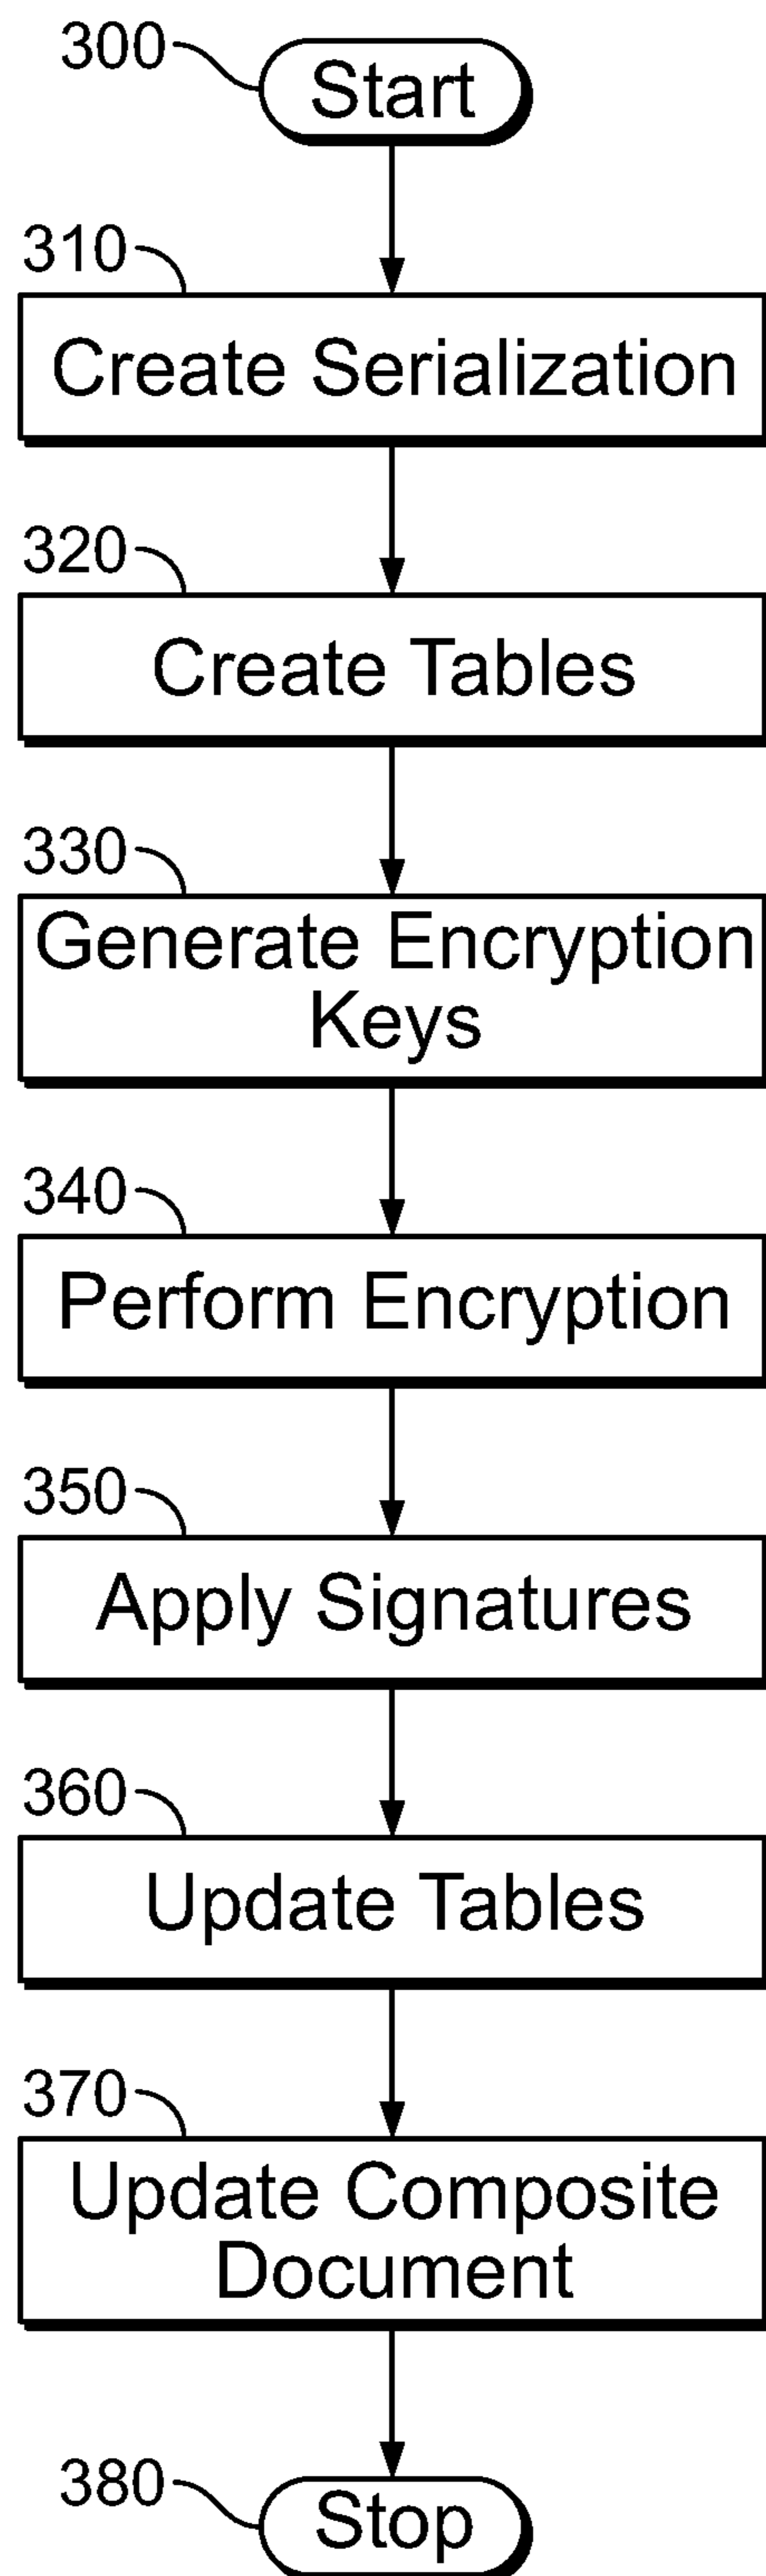 300
Start
310
Create Serialization
320
Create Tables
330
Generate Encryption
Keys
340
Perform Encryption
350
Apply Signatures
360
Update Tables
370
Update Composite
Document
380
Stop